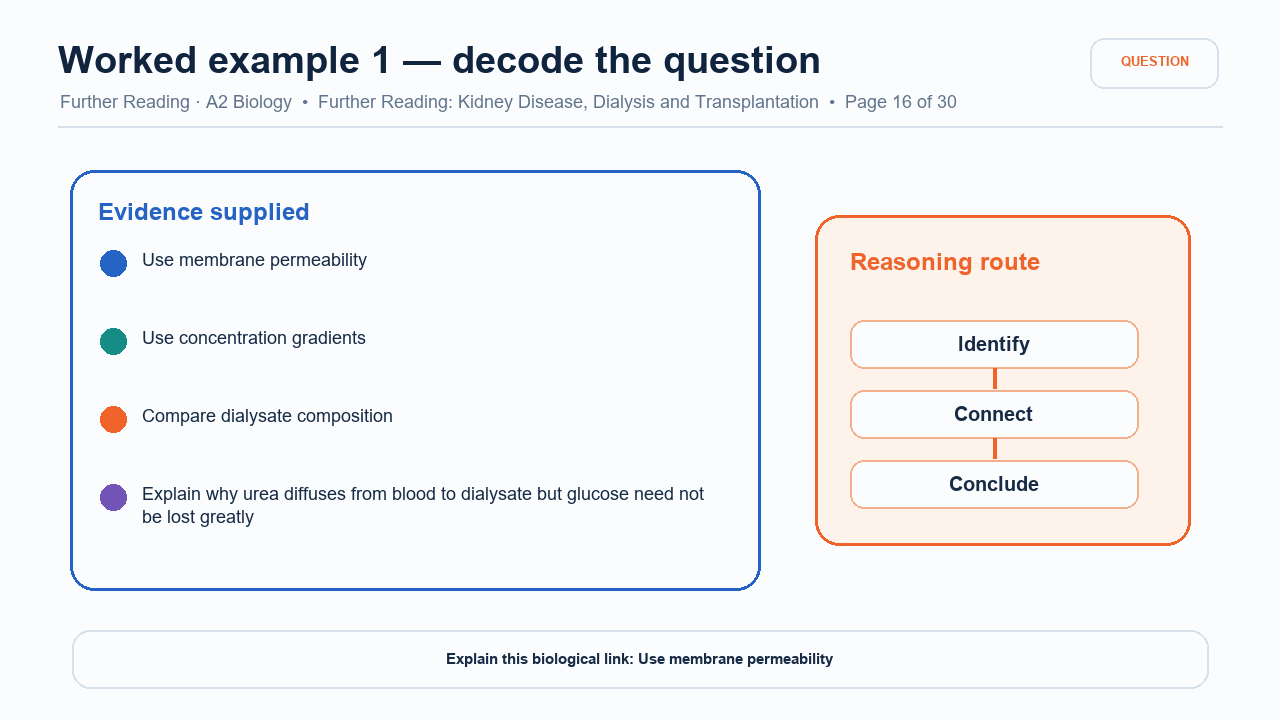 Worked example 1 — decode the question
QUESTION
Further Reading · A2 Biology • Further Reading: Kidney Disease, Dialysis and Transplantation • Page 16 of 30
Evidence supplied
Use membrane permeability
Use concentration gradients
Compare dialysate composition
Explain why urea diffuses from blood to dialysate but glucose need not
be lost greatly
Reasoning route
Identify
Connect
Conclude
Explain this biological link: Use membrane permeability